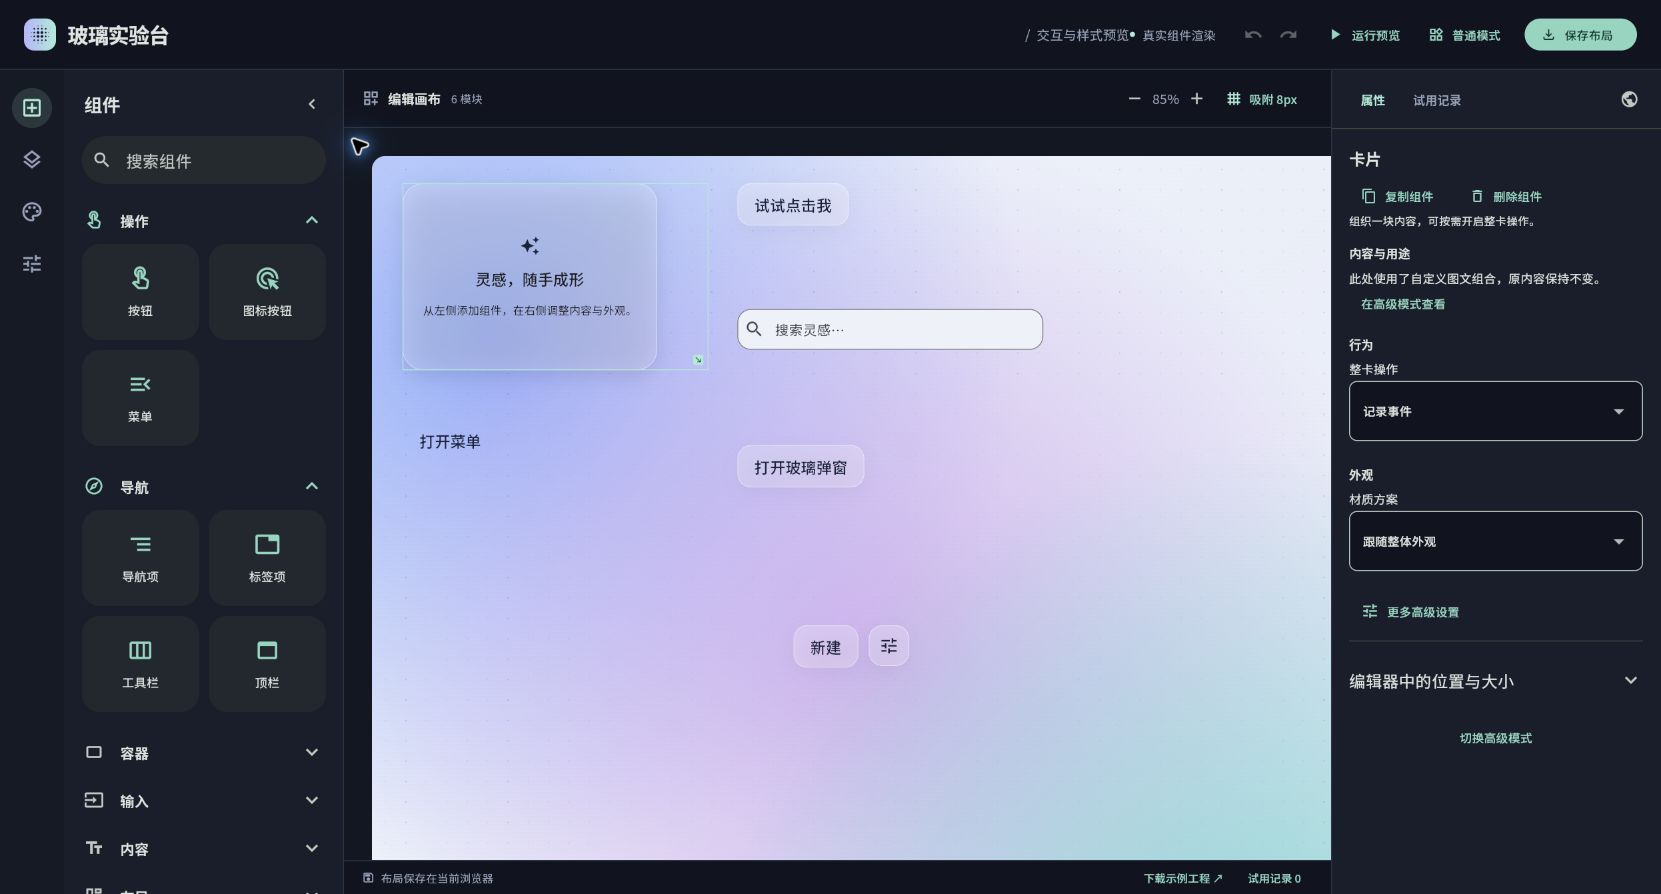 玻璃实验台
/ 交互与样式预览• 真实组件渲染
运行预览
普通模式
保存布局
组件
搜索组件
操作
按钮
图标按钮
菜单
导航
导航项
标签项
工具栏
顶栏
容器
输入
Tт 内容
编辑画布 6 模块
85%
吸附 8px
灵感，随手成形
从左侧添加组件，在右侧调整内容与外观。
试试点击我
搜索灵感…
打开菜单
打开玻璃弹窗
新建
布局保存在当前浏览器
下载示例工程 ↗
试用记录 0
属性
试用记录
卡片
复制组件
删除组件
组织一块内容，可按需开启整卡操作。
内容与用途
此处使用了自定义图文组合，原内容保持不变。
在高级模式查看
行为
整卡操作
记录事件
外观
材质方案
跟随整体外观
更多高级设置
编辑器中的位置与大小
切换高级模式